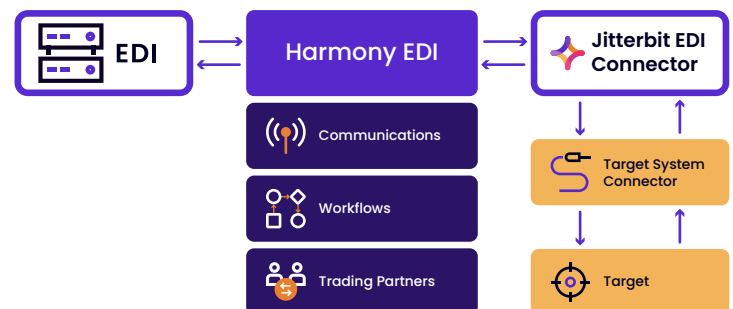 EDI
Harmony EDI
Jitterbit EDI
Connector
Communications
Target System
Connector
Workflows
Trading Partners
Target